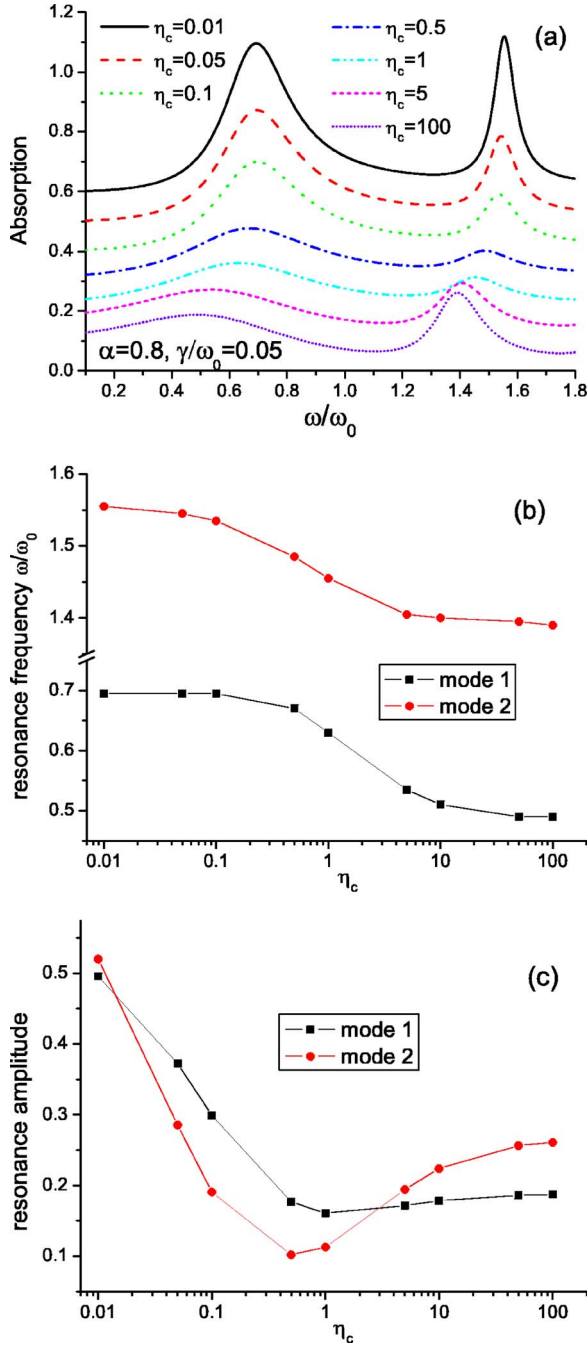 (a)
η_c=0.01
η_c=0.05
η_c=0.1
η_c=0.5
η_c=1
η_c=5
η_c=100
1.2
1.0
0.8
0.6
0.4
0.2
0.0
Absorption
α=0.8, γ/ω₀=0.05
0.2 0.4 0.6 0.8 1.0 1.2 1.4 1.6 1.8
ω/ω₀
(b)
1.6
1.5
1.4
0.7
0.6
0.5
resonance frequency ω/ω₀
mode 1
mode 2
0.01 0.1 1 10 100
η_c
(c)
0.5
0.4
0.3
0.2
0.1
resonance amplitude
mode 1
mode 2
0.01 0.1 1 10 100
η_c